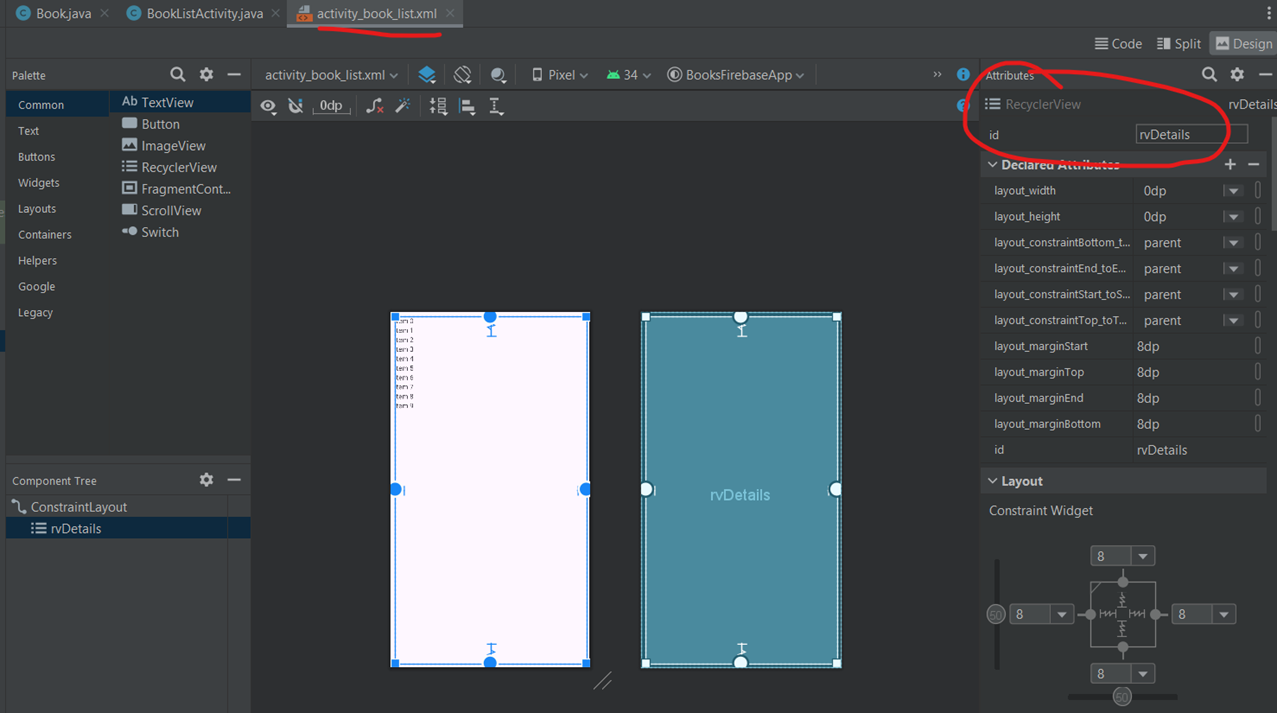 Book.java
BookListActivity.java
activity_book_list.xml
Code
Split
Design
Palette
activity_book_list.xml
Pixel
34
BooksFirebaseApp
»
Attributes
Common
Text
Buttons
Widgets
Layouts
Containers
Helpers
Google
Legacy
Ab TextView
Button
ImageView
RecyclerView
FragmentCont...
ScrollView
Switch
0dp
RecyclerView
rvDetails
id
rvDetails
Declared Attributes
layout_width
0dp
layout_height
0dp
layout_constraintBottom_t...
parent
layout_constraintEnd_toE...
parent
layout_constraintStart_toS...
parent
layout_constraintTop_toT...
parent
layout_marginStart
8dp
layout_marginTop
8dp
layout_marginEnd
8dp
layout_marginBottom
8dp
id
rvDetails
Item 0
Item 1
Item 2
Item 3
Item 4
Item 5
Item 6
Item 7
Item 8
Item 9
rvDetails
Component Tree
ConstraintLayout
rvDetails
Layout
Constraint Widget
8
50
8
8
8
50